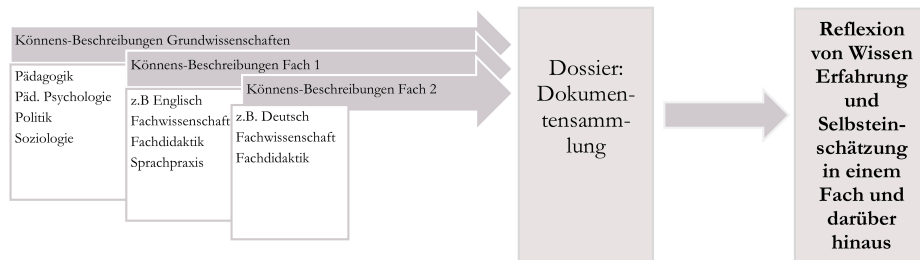 Könnens-Beschreibungen Grundwissenschaften
Pädagogik
Päd. Psychologie
Politik
Soziologie
Könnens-Beschreibungen Fach 1
z.B Englisch
Fachwissenschaft
Fachdidaktik
Sprachpraxis
Könnens-Beschreibungen Fach 2
z.B. Deutsch
Fachwissenschaft
Fachdidaktik
Dossier:
Dokumen-
tensamm-
lung
Reflexion
von Wissen
Erfahrung
und
Selbstein-
schätzung
in einem
Fach und
darüber
hinaus